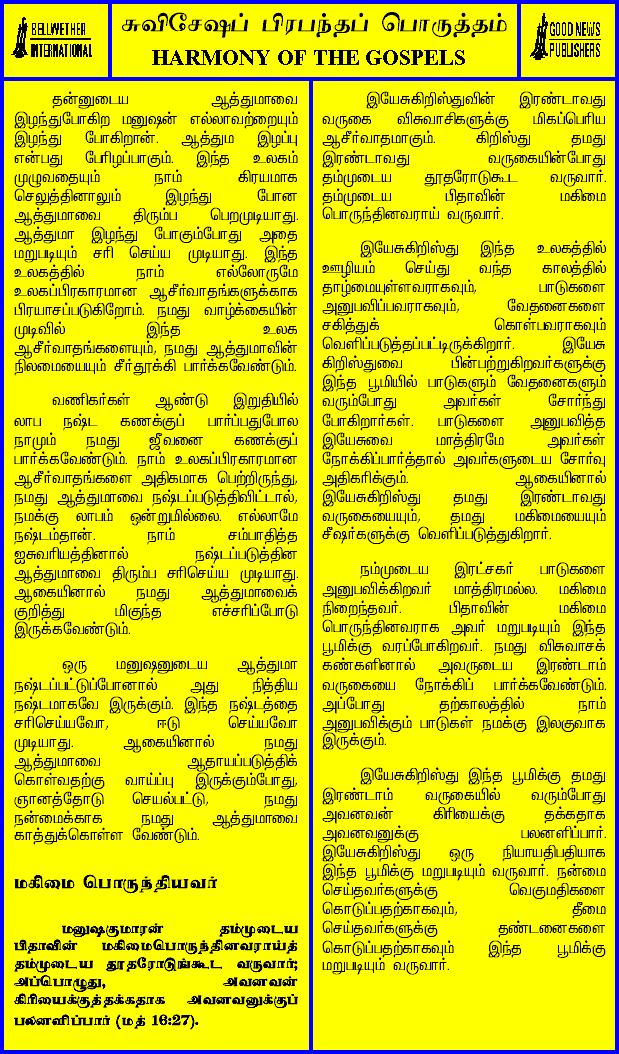 BELLWETHER
INTERNATIONAL
சுவிசேஷப் பிரபந்தப் பொருத்தம்
HARMONY OF THE GOSPELS
GOOD NEWS
PUBLISHERS
தன்னுடைய ஆத்துமாவை
இழந்துபோகிற மனுஷன் எல்லாவற்றையும்
இழந்து போகிறான். ஆத்தும இழப்பு
என்பது பேரிழப்பாகும். இந்த உலகம்
முழுவதையும் நாம் கிரயமாக
செலுத்தினாலும் இழந்து போன
ஆத்துமாவை திரும்ப பெறமுடியாது.
ஆத்துமா இழந்து போகும்போது அதை
மறுபடியும் சரி செய்ய முடியாது. இந்த
உலகத்தில் நாம் எல்லோருமே
உலகப்பிரகாரமான ஆசீர்வாதங்களுக்காக
பிரயாசப்படுகிறோம். நமது வாழ்க்கையின்
முடிவில் இந்த உலக
ஆசீர்வாதங்களையும், நமது ஆத்துமாவின்
நிலமையையும் சீர்தூக்கி பார்க்கவேண்டும்.
வணிகர்கள் ஆண்டு இறுதியில்
லாப நஷ்ட கணக்குப் பார்ப்பதுபோல
நாமும் நமது ஜீவனை கணக்குப்
பார்க்கவேண்டும். நாம் உலகப்பிரகாரமான
ஆசீர்வாதங்களை அதிகமாக பெற்றிருந்து,
நமது ஆத்துமாவை நஷ்டப்படுத்திவிட்டால்,
நமக்கு லாபம் ஒன்றுமில்லை. எல்லாமே
நஷ்டம்தான். நாம் சம்பாதித்த
ஐசுவரியத்தினால் நஷ்டப்படுத்தின
ஆத்துமாவை திரும்ப சரிசெய்ய முடியாது.
ஆகையினால் நமது ஆத்துமாவைக்
குறித்து மிகுந்த எச்சரிப்போடு
இருக்கவேண்டும்.
ஒரு மனுஷனுடைய ஆத்துமா
நஷ்டப்பட்டுப்போனால் அது நித்திய
நஷ்டமாகவே இருக்கும். இந்த நஷ்டத்தை
சரிசெய்யவோ, ஈடு செய்யவோ
முடியாது. ஆகையினால் நமது
ஆத்துமாவை ஆதாயப்படுத்திக்
கொள்வதற்கு வாய்ப்பு இருக்கும்போது,
ஞானத்தோடு செயல்பட்டு, நமது
நன்மைக்காக நமது ஆத்துமாவை
காத்துக்கொள்ள வேண்டும்.
மகிமை பொருந்தியவர்
மனுஷகுமாரன் தம்முடைய
பிதாவின் மகிமைபொருந்தினவராய்த்
தம்முடைய தூதரோடுங்கூட வருவார்;
அப்பொழுது, அவனவன்
கிரியைக்குத்தக்கதாக அவனவனுக்குப்
பலனளிப்பார் (மத் 16:27).
இயேசுகிறிஸ்துவின் இரண்டாவது
வருகை விசுவாசிகளுக்கு மிகப்பெரிய
ஆசீர்வாதமாகும். கிறிஸ்து தமது
இரண்டாவது வருகையின்போது
தம்முடைய தூதரோடுகூட வருவார்.
தம்முடைய பிதாவின் மகிமை
பொருந்தினவராய் வருவார்.
இயேசுகிறிஸ்து இந்த உலகத்தில்
ஊழியம் செய்து வந்த காலத்தில்
தாழ்மையுள்ளவராகவும், பாடுகளை
அனுபவிப்பவராகவும், வேதனைகளை
சகித்துக் கொள்பவராகவும்
வெளிப்படுத்தப்பட்டிருக்கிறார். இயேசு
கிறிஸ்துவை பின்பற்றுகிறவர்களுக்கு
இந்த பூமியில் பாடுகளும் வேதனைகளும்
வரும்போது அவர்கள் சோர்ந்து
போகிறார்கள். பாடுகளை அனுபவித்த
இயேசுவை மாத்திரமே அவர்கள்
நோக்கிப்பார்த்தால் அவர்களுடைய சோர்வு
அதிகரிக்கும். ஆகையினால்
இயேசுகிறிஸ்து தமது இரண்டாவது
வருகையையும், தமது மகிமையையும்
சீஷர்களுக்கு வெளிப்படுத்துகிறார்.
நம்முடைய இரட்சகர் பாடுகளை
அனுபவிக்கிறவர் மாத்திரமல்ல. மகிமை
நிறைந்தவர். பிதாவின் மகிமை
பொருந்தினவராக அவர் மறுபடியும் இந்த
பூமிக்கு வரப்போகிறவர். நமது விசுவாசக்
கண்களினால் அவருடைய இரண்டாம்
வருகையை நோக்கிப் பார்க்கவேண்டும்.
அப்போது தற்காலத்தில் நாம்
அனுபவிக்கும் பாடுகள் நமக்கு இலகுவாக
இருக்கும்.
இயேசுகிறிஸ்து இந்த பூமிக்கு தமது
இரண்டாம் வருகையில் வரும்போது
அவனவன் கிரியைக்கு தக்கதாக
அவனவனுக்கு பலனளிப்பார்.
இயேசுகிறிஸ்து ஒரு நியாயதிபதியாக
இந்த பூமிக்கு மறுபடியும் வருவார். நன்மை
செய்தவர்களுக்கு வெகுமதிகளை
கொடுப்பதற்காகவும், தீமை
செய்தவர்களுக்கு தண்டனைகளை
கொடுப்பதற்காகவும் இந்த பூமிக்கு
மறுபடியும் வருவார்.